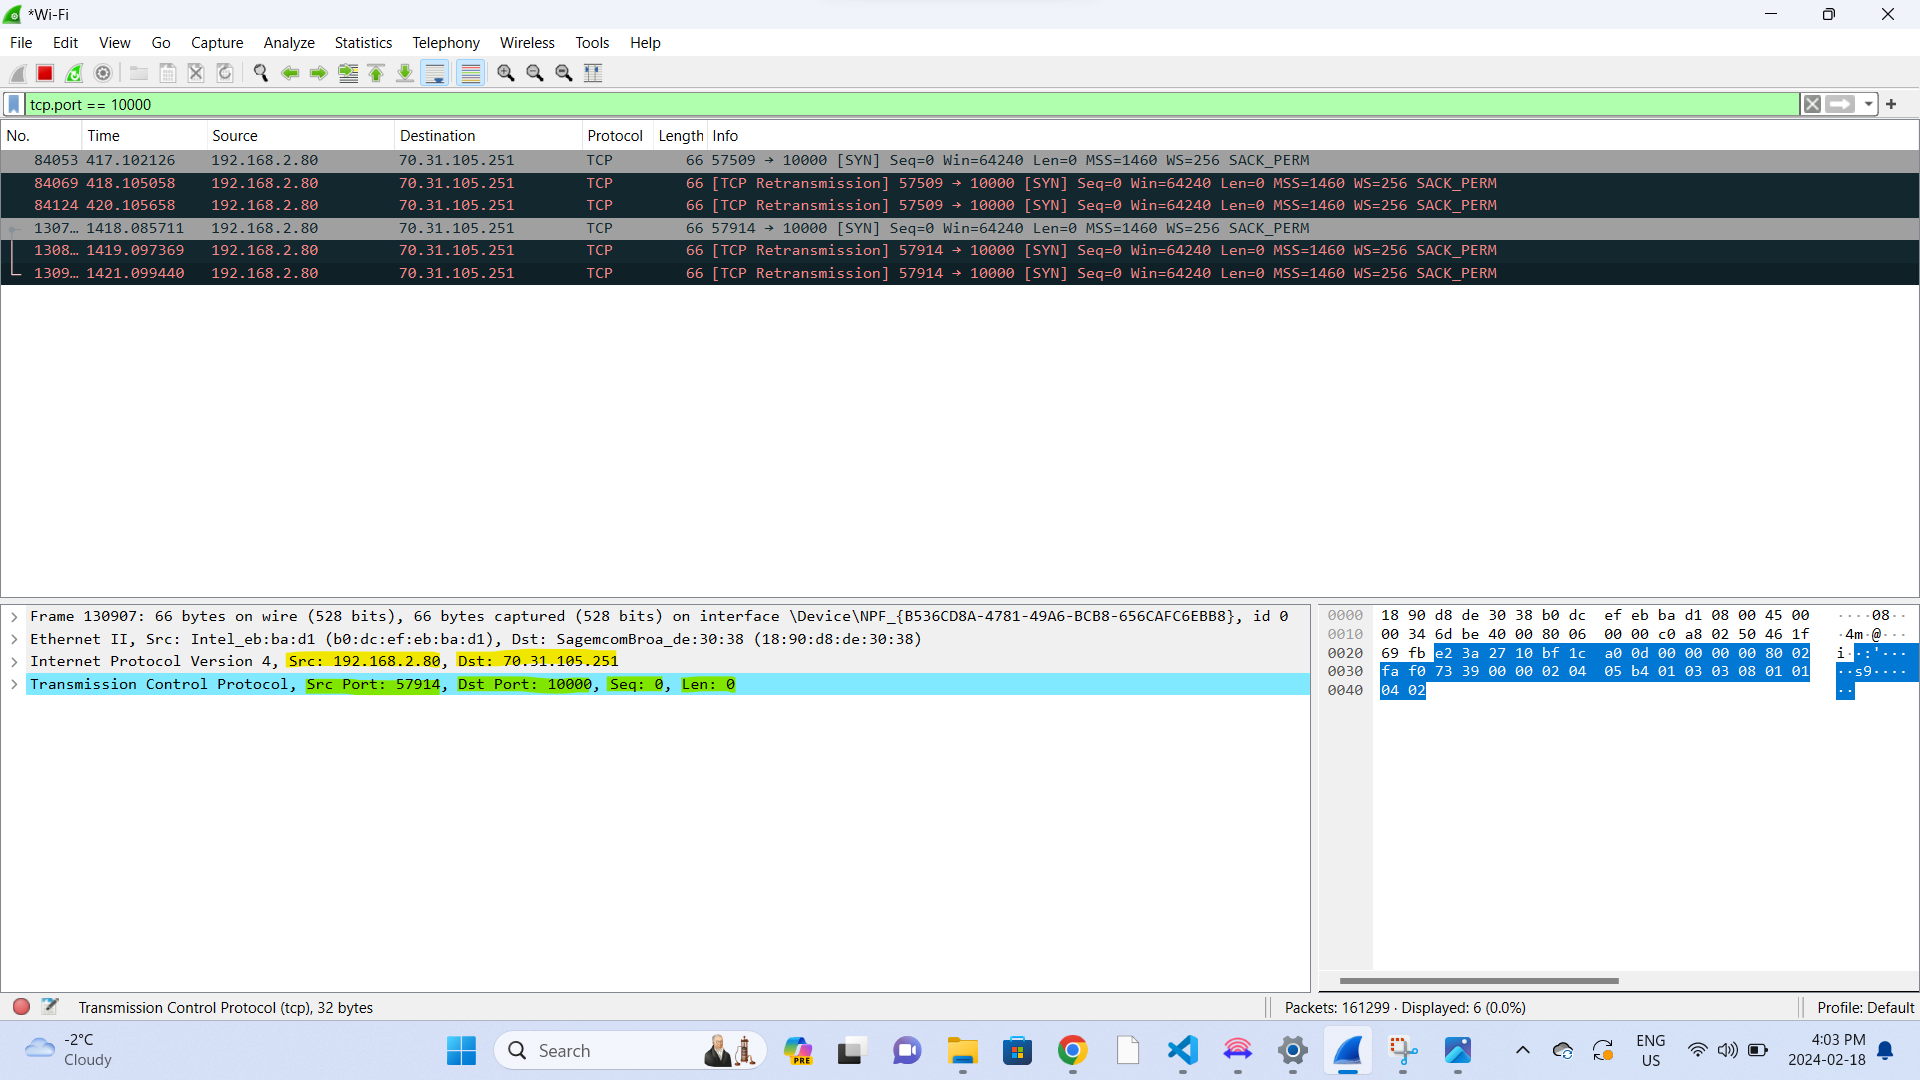 *Wi-Fi
File Edit View Go Capture Analyze Statistics Telephony Wireless Tools Help
tcp.port == 10000
No. Time Source Destination Protocol Length Info
84053 417.102126 192.168.2.80 70.31.105.251 TCP 66 57509 → 10000 [SYN] Seq=0 Win=64240 Len=0 MSS=1460 WS=256 SACK_PERM
84069 418.105058 192.168.2.80 70.31.105.251 TCP 66 [TCP Retransmission] 57509 → 10000 [SYN] Seq=0 Win=64240 Len=0 MSS=1460 WS=256 SACK_PERM
84124 420.105658 192.168.2.80 70.31.105.251 TCP 66 [TCP Retransmission] 57509 → 10000 [SYN] Seq=0 Win=64240 Len=0 MSS=1460 WS=256 SACK_PERM
1307… 1418.085711 192.168.2.80 70.31.105.251 TCP 66 57914 → 10000 [SYN] Seq=0 Win=64240 Len=0 MSS=1460 WS=256 SACK_PERM
1308… 1419.097369 192.168.2.80 70.31.105.251 TCP 66 [TCP Retransmission] 57914 → 10000 [SYN] Seq=0 Win=64240 Len=0 MSS=1460 WS=256 SACK_PERM
1309… 1421.099440 192.168.2.80 70.31.105.251 TCP 66 [TCP Retransmission] 57914 → 10000 [SYN] Seq=0 Win=64240 Len=0 MSS=1460 WS=256 SACK_PERM
Frame 130907: 66 bytes on wire (528 bits), 66 bytes captured (528 bits) on interface \Device\NPF_{B536CD8A-4781-49A6-BCB8-656CAFC6EBB8}, id 0
Ethernet II, Src: Intel_eb:ba:d1 (b0:dc:ef:eb:ba:d1), Dst: SagemcomBroa_de:30:38 (18:90:d8:de:30:38)
Internet Protocol Version 4, Src: 192.168.2.80, Dst: 70.31.105.251
Transmission Control Protocol, Src Port: 57914, Dst Port: 10000, Seq: 0, Len: 0
0000 18 90 d8 de 30 38 b0 dc ef eb ba d1 08 00 45 00 ····08··
0010 00 34 6d be 40 00 80 06 00 00 c0 a8 02 50 46 1f ·4m·@···
0020 69 fb e2 3a 27 10 bf 1c a0 0d 00 00 00 00 80 02 i··:'···
0030 fa f0 73 39 00 00 02 04 05 b4 01 03 03 08 01 01 ··s9····
0040 04 02 ··
Transmission Control Protocol (tcp), 32 bytes
Packets: 161299 · Displayed: 6 (0.0%)
Profile: Default
-2°C
Cloudy
Search
PRE
ENG
US
4:03 PM
2024-02-18